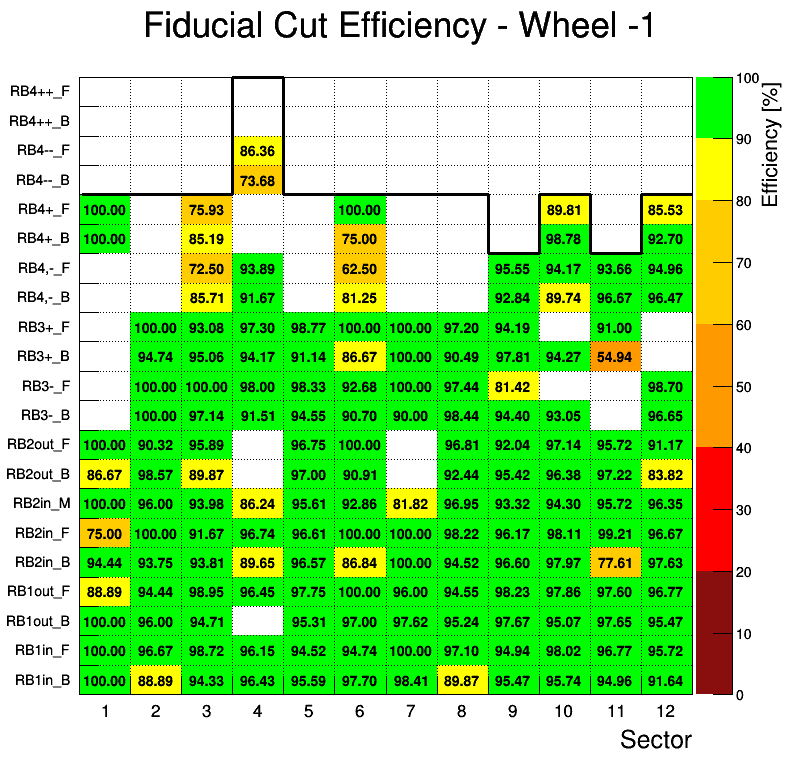 Fiducial Cut Efficiency - Wheel -1
RB4++_F
RB4++_B
RB4--_F 86.36
RB4--_B 73.68
RB4+_F 100.00 75.93 100.00 89.81 85.53
RB4+_B 100.00 85.19 75.00 98.78 92.70
RB4,-_F 72.50 93.89 62.50 95.55 94.17 93.66 94.96
RB4,-_B 85.71 91.67 81.25 92.84 89.74 96.67 96.47
RB3+_F 100.00 93.08 97.30 98.77 100.00 100.00 97.20 94.19 91.00
RB3+_B 94.74 95.06 94.17 91.14 86.67 100.00 90.49 97.81 94.27 54.94
RB3-_F 100.00 100.00 98.00 98.33 92.68 100.00 97.44 81.42 98.70
RB3-_B 100.00 97.14 91.51 94.55 90.70 90.00 98.44 94.40 93.05 96.65
RB2out_F 100.00 90.32 95.89 96.75 100.00 96.81 92.04 97.14 95.72 91.17
RB2out_B 86.67 98.57 89.87 97.00 90.91 92.44 95.42 96.38 97.22 83.82
RB2in_M 100.00 96.00 93.98 86.24 95.61 92.86 81.82 96.95 93.32 94.30 95.72 96.35
RB2in_F 75.00 100.00 91.67 96.74 96.61 100.00 100.00 98.22 96.17 98.11 99.21 96.67
RB2in_B 94.44 93.75 93.81 89.65 96.57 86.84 100.00 94.52 96.60 97.97 77.61 97.63
RB1out_F 88.89 94.44 98.95 96.45 97.75 100.00 96.00 94.55 98.23 97.86 97.60 96.77
RB1out_B 100.00 96.00 94.71 95.31 97.00 97.62 95.24 97.67 95.07 97.65 95.47
RB1in_F 100.00 96.67 98.72 96.15 94.52 94.74 100.00 97.10 94.94 98.02 96.77 95.72
RB1in_B 100.00 88.89 94.33 96.43 95.59 97.70 98.41 89.87 95.47 95.74 94.96 91.64
1 2 3 4 5 6 7 8 9 10 11 12
Sector
100
90
80
70
60
50
40
30
20
10
0
Efficiency [%]